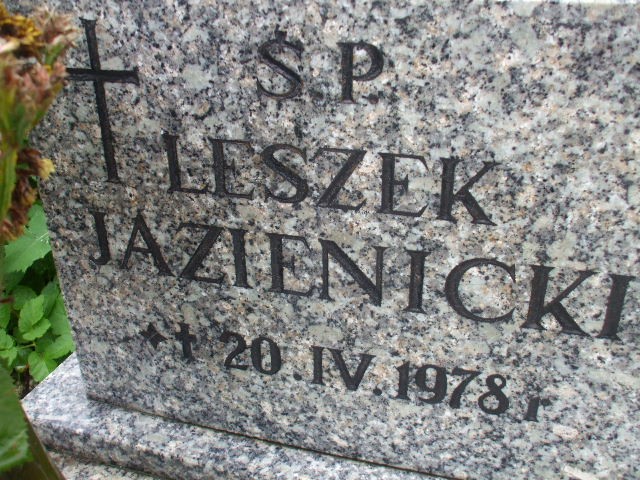 Ś.P.
LESZEK
JAZIENICKI
*† 20.IV.1978 r